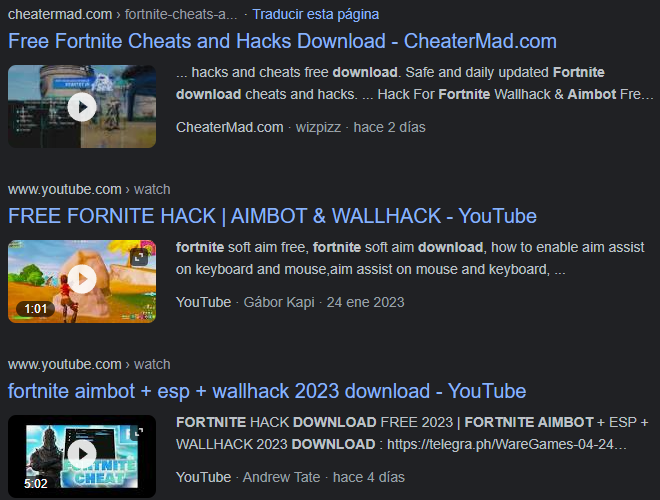 cheatermad.com › fortnite-cheats-a... · Traducir esta página
Free Fortnite Cheats and Hacks Download - CheaterMad.com
... hacks and cheats free download. Safe and daily updated Fortnite
download cheats and hacks. ... Hack For Fortnite Wallhack & Aimbot Fre...
CheaterMad.com · wizpizz · hace 2 días
www.youtube.com › watch
FREE FORNITE HACK | AIMBOT & WALLHACK - YouTube
fortnite soft aim free, fortnite soft aim download, how to enable aim assist
on keyboard and mouse,aim assist on mouse and keyboard, ...
1:01
YouTube · Gábor Kapi · 24 ene 2023
www.youtube.com › watch
fortnite aimbot + esp + wallhack 2023 download - YouTube
FORTNITE HACK DOWNLOAD FREE 2023 | FORTNITE AIMBOT + ESP +
WALLHACK 2023 DOWNLOAD : https://telegra.ph/WareGames-04-24...
FORTNITE
CHEAT
5:02
YouTube · Andrew Tate · hace 4 días